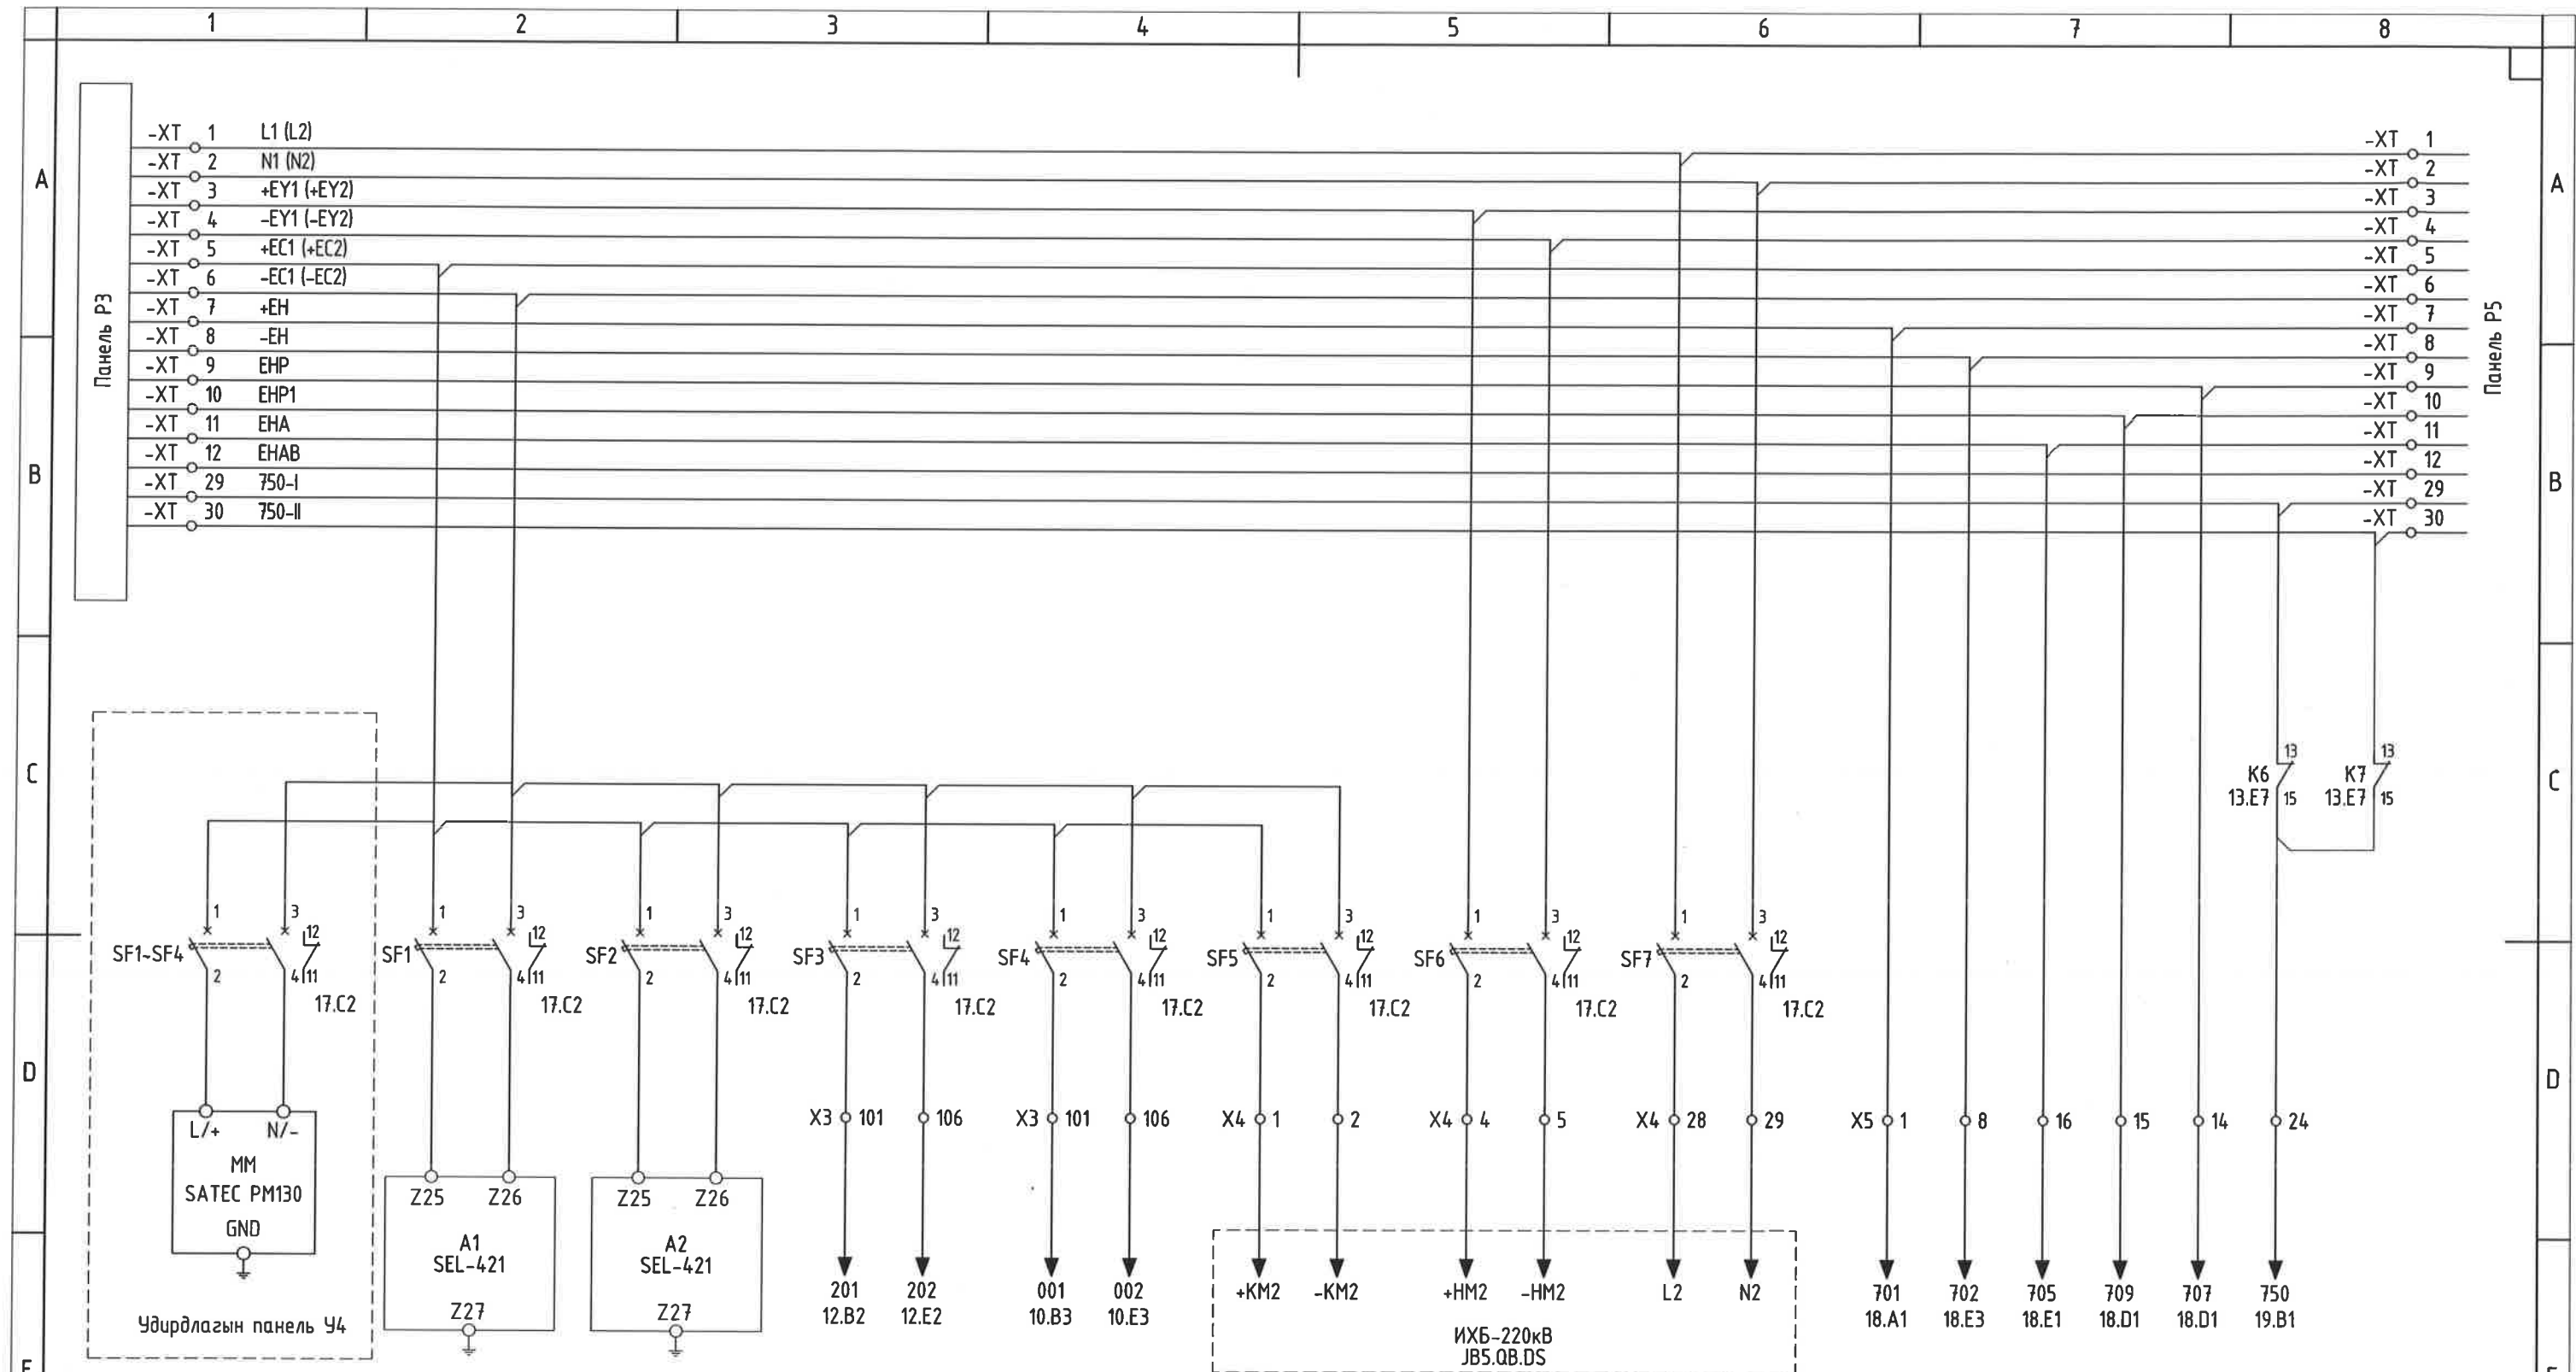 1 2 3 4 5 6 7 8
A A
B B
C C
D D
Панель Р3
-XT 1 L1 (L2)
-XT 2 N1 (N2)
-XT 3 +EY1 (+EY2)
-XT 4 -EY1 (-EY2)
-XT 5 +EC1 (+EC2)
-XT 6 -EC1 (-EC2)
-XT 7 +EH
-XT 8 -EH
-XT 9 EHP
-XT 10 EHP1
-XT 11 EHA
-XT 12 EHAB
-XT 29 750-I
-XT 30 750-II
-XT 1
-XT 2
-XT 3
-XT 4
-XT 5
-XT 6
-XT 7
-XT 8
-XT 9
-XT 10
-XT 11
-XT 12
-XT 29
-XT 30
Панель Р5
13 13
K6 K7
13.E7 15 13.E7 15
1 3 1 3 1 3 1 3 1 3 1 3 1 3 1 3
12 12 12 12 12 12 12 12
SF1~SF4 SF1 SF2 SF3 SF4 SF5 SF6 SF7
2 4 11 2 4 11 2 4 11 2 4 11 2 4 11 2 4 11 2 4 11 2 4 11
17.C2 17.C2 17.C2 17.C2 17.C2 17.C2 17.C2 17.C2
X3 101 106 X3 101 106 X4 1 2 X4 4 5 X4 28 29 X5 1 8 16 15 14 24
L/+ N/-
MM
SATEC PM130
GND
Удирдлагын панель У4
Z25 Z26
A1
SEL-421
Z27
Z25 Z26
A2
SEL-421
Z27
201 202 001 002 +KM2 -KM2 +HM2 -HM2 L2 N2 701 702 705 709 707 750
12.B2 12.E2 10.B3 10.E3 18.A1 18.E3 18.E1 18.D1 18.D1 19.B1
ИХБ-220кВ
JB5.QB.DS